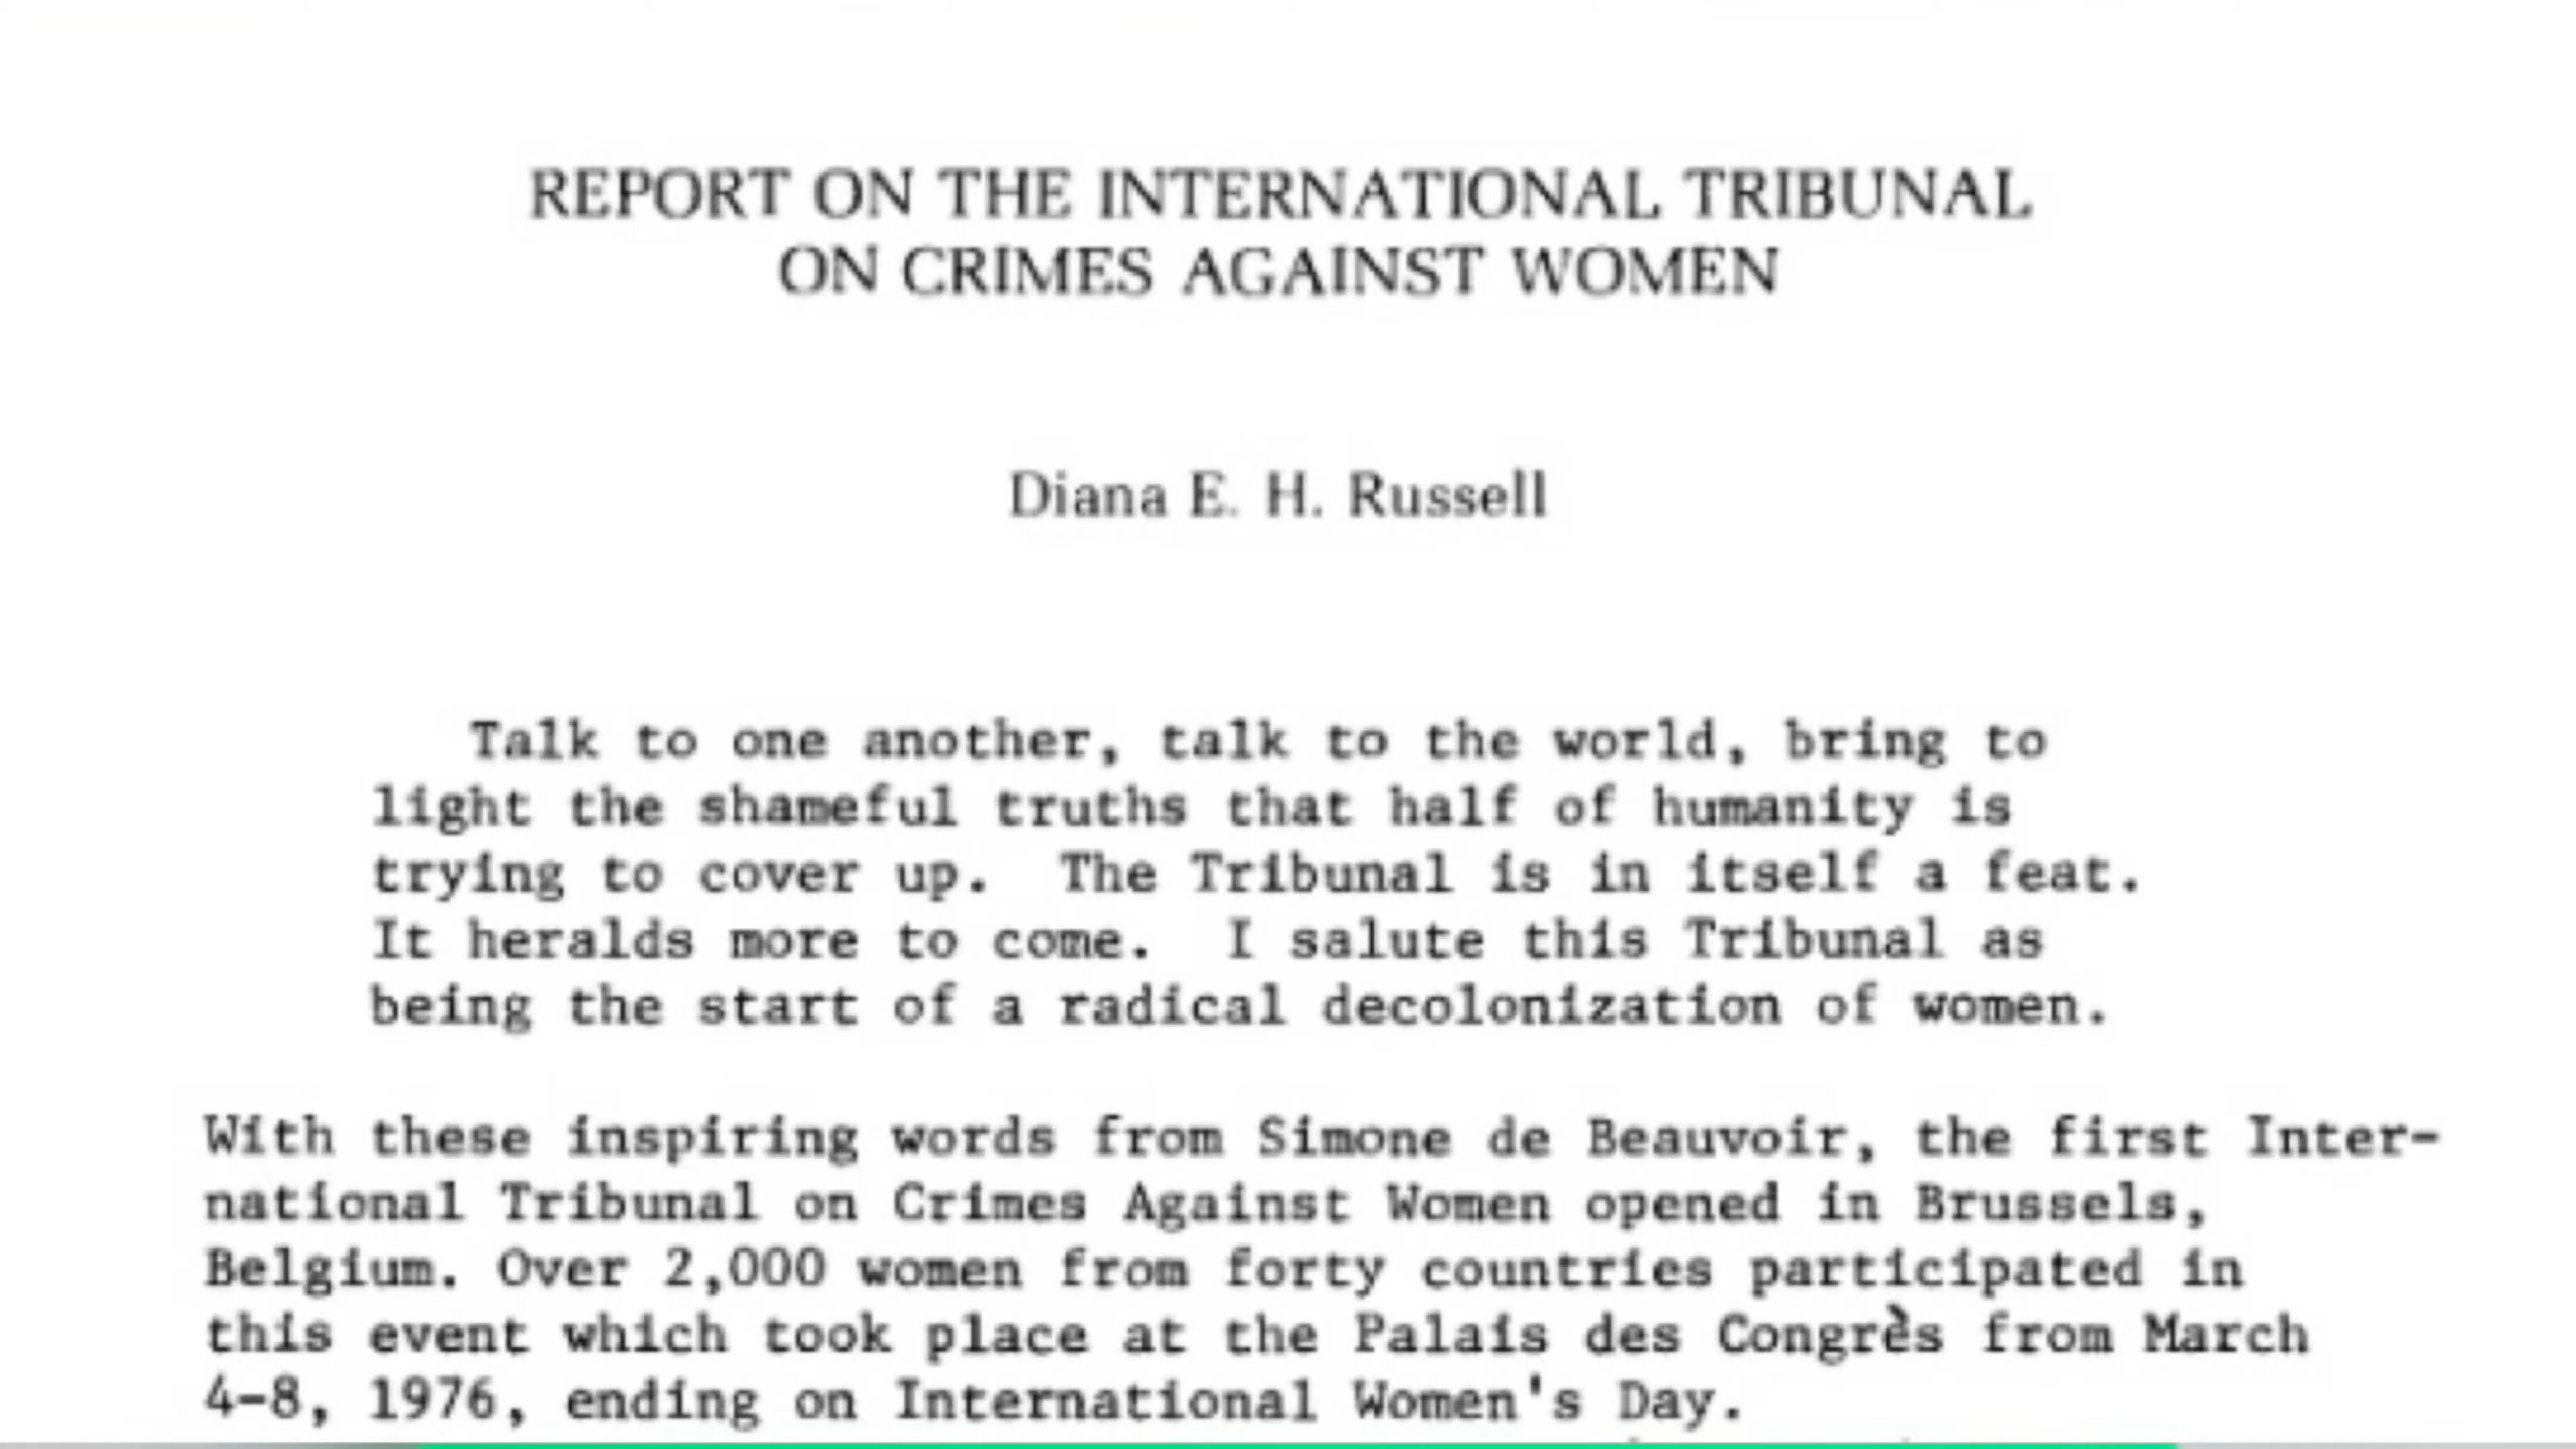 REPORT ON THE INTERNATIONAL TRIBUNAL
ON CRIMES AGAINST WOMEN
Diana E. H. Russell
Talk to one another, talk to the world, bring to
light the shameful truths that half of humanity is
trying to cover up. The Tribunal is in itself a feat.
It heralds more to come. I salute this Tribunal as
being the start of a radical decolonization of women.
With these inspiring words from Simone de Beauvoir, the first Inter-
national Tribunal on Crimes Against Women opened in Brussels,
Belgium. Over 2,000 women from forty countries participated in
this event which took place at the Palais des Congrès from March
4-8, 1976, ending on International Women's Day.